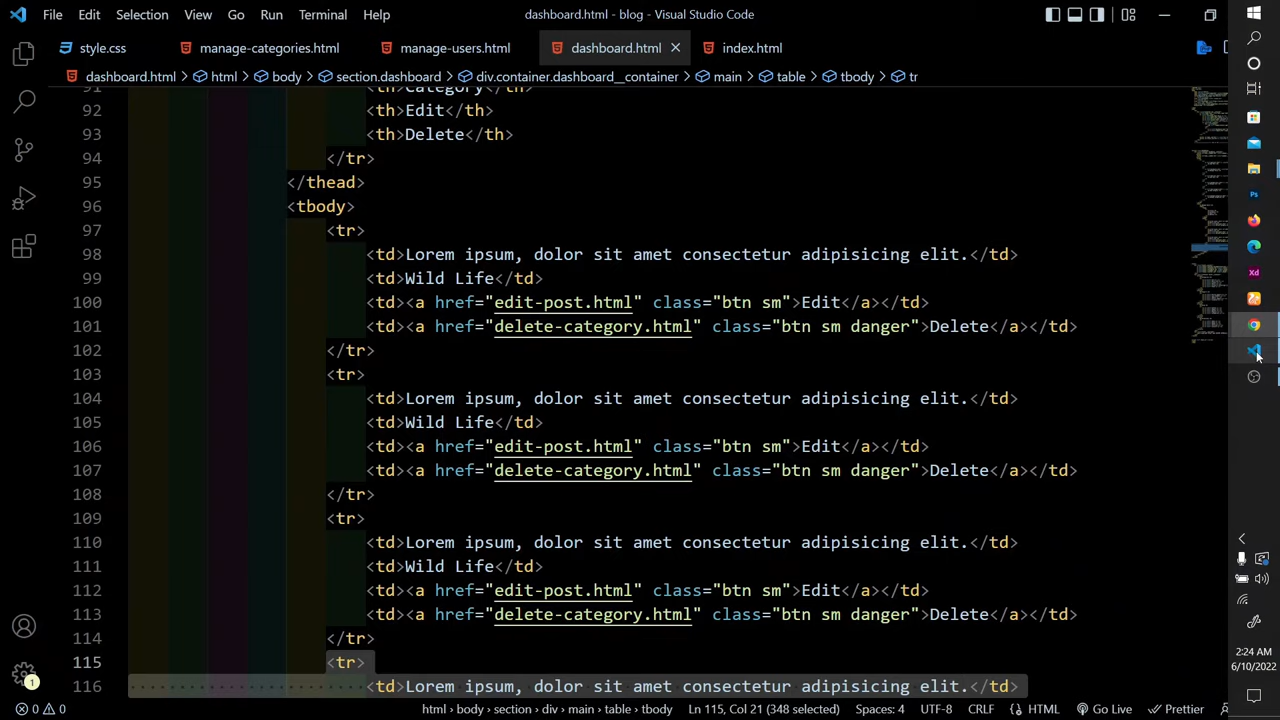 File Edit Selection View Go Run Terminal Help dashboard.html - blog - Visual Studio Code
style.css manage-categories.html manage-users.html dashboard.html index.html
dashboard.html > html > body > section.dashboard > div.container.dashboard__container > main > table > tbody > tr
91 <th>Category</th>
92 <th>Edit</th>
93 <th>Delete</th>
94 </tr>
95 </thead>
96 <tbody>
97 <tr>
98 <td>Lorem ipsum, dolor sit amet consectetur adipisicing elit.</td>
99 <td>Wild Life</td>
100 <td><a href="edit-post.html" class="btn sm">Edit</a></td>
101 <td><a href="delete-category.html" class="btn sm danger">Delete</a></td>
102 </tr>
103 <tr>
104 <td>Lorem ipsum, dolor sit amet consectetur adipisicing elit.</td>
105 <td>Wild Life</td>
106 <td><a href="edit-post.html" class="btn sm">Edit</a></td>
107 <td><a href="delete-category.html" class="btn sm danger">Delete</a></td>
108 </tr>
109 <tr>
110 <td>Lorem ipsum, dolor sit amet consectetur adipisicing elit.</td>
111 <td>Wild Life</td>
112 <td><a href="edit-post.html" class="btn sm">Edit</a></td>
113 <td><a href="delete-category.html" class="btn sm danger">Delete</a></td>
114 </tr>
115 <tr>
116 <td>Lorem ipsum, dolor sit amet consectetur adipisicing elit.</td>
1
0 0 Ln 115, Col 21 (348 selected) Spaces: 4 UTF-8 CRLF HTML Go Live Prettier
Ps
Xd
2:24 AM
6/10/2022